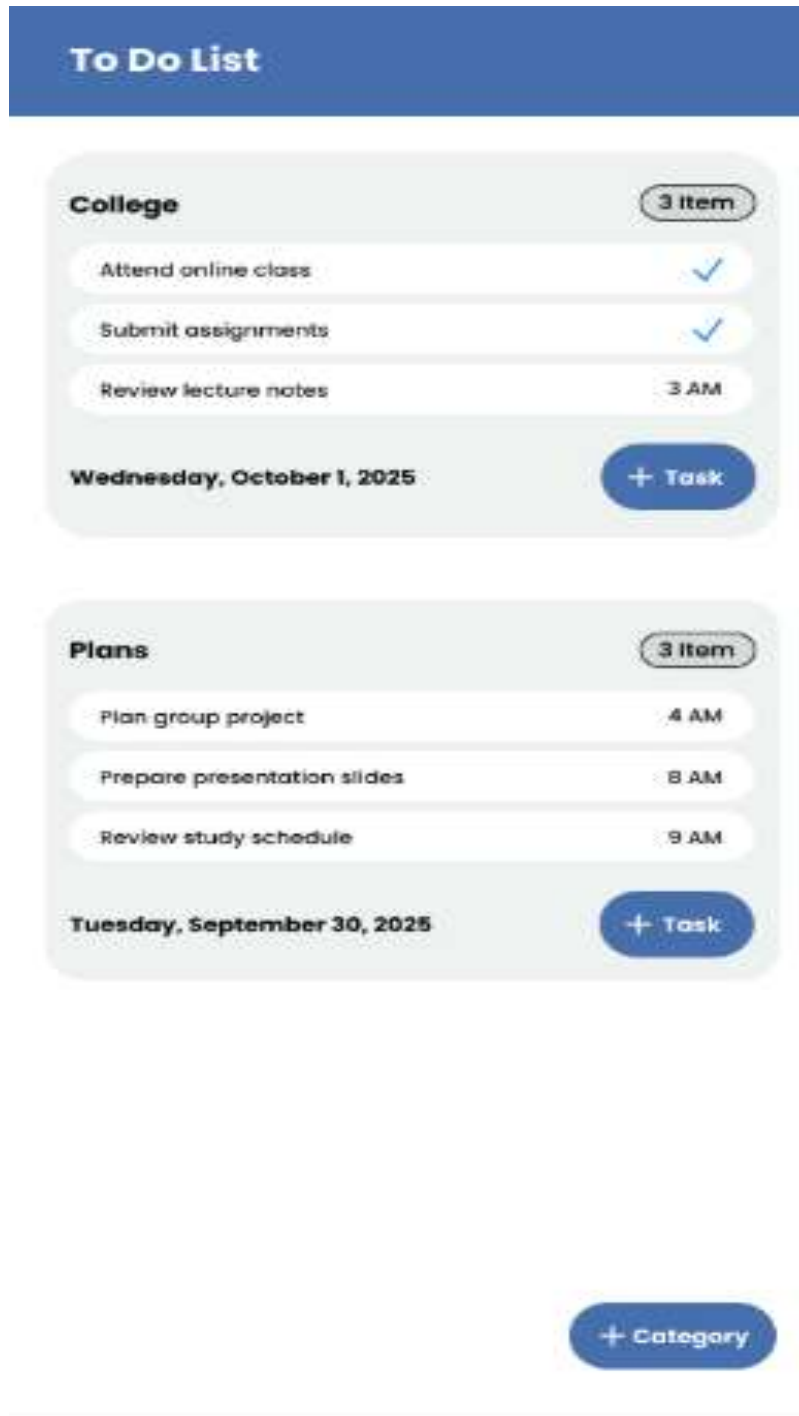 To Do List
College 3 Item
Attend online class
Submit assignments
Review lecture notes 3 AM
Wednesday, October 1, 2025 + Task
Plans 3 Item
Plan group project 4 AM
Prepare presentation slides 8 AM
Review study schedule 9 AM
Tuesday, September 30, 2025 + Task
+ Category